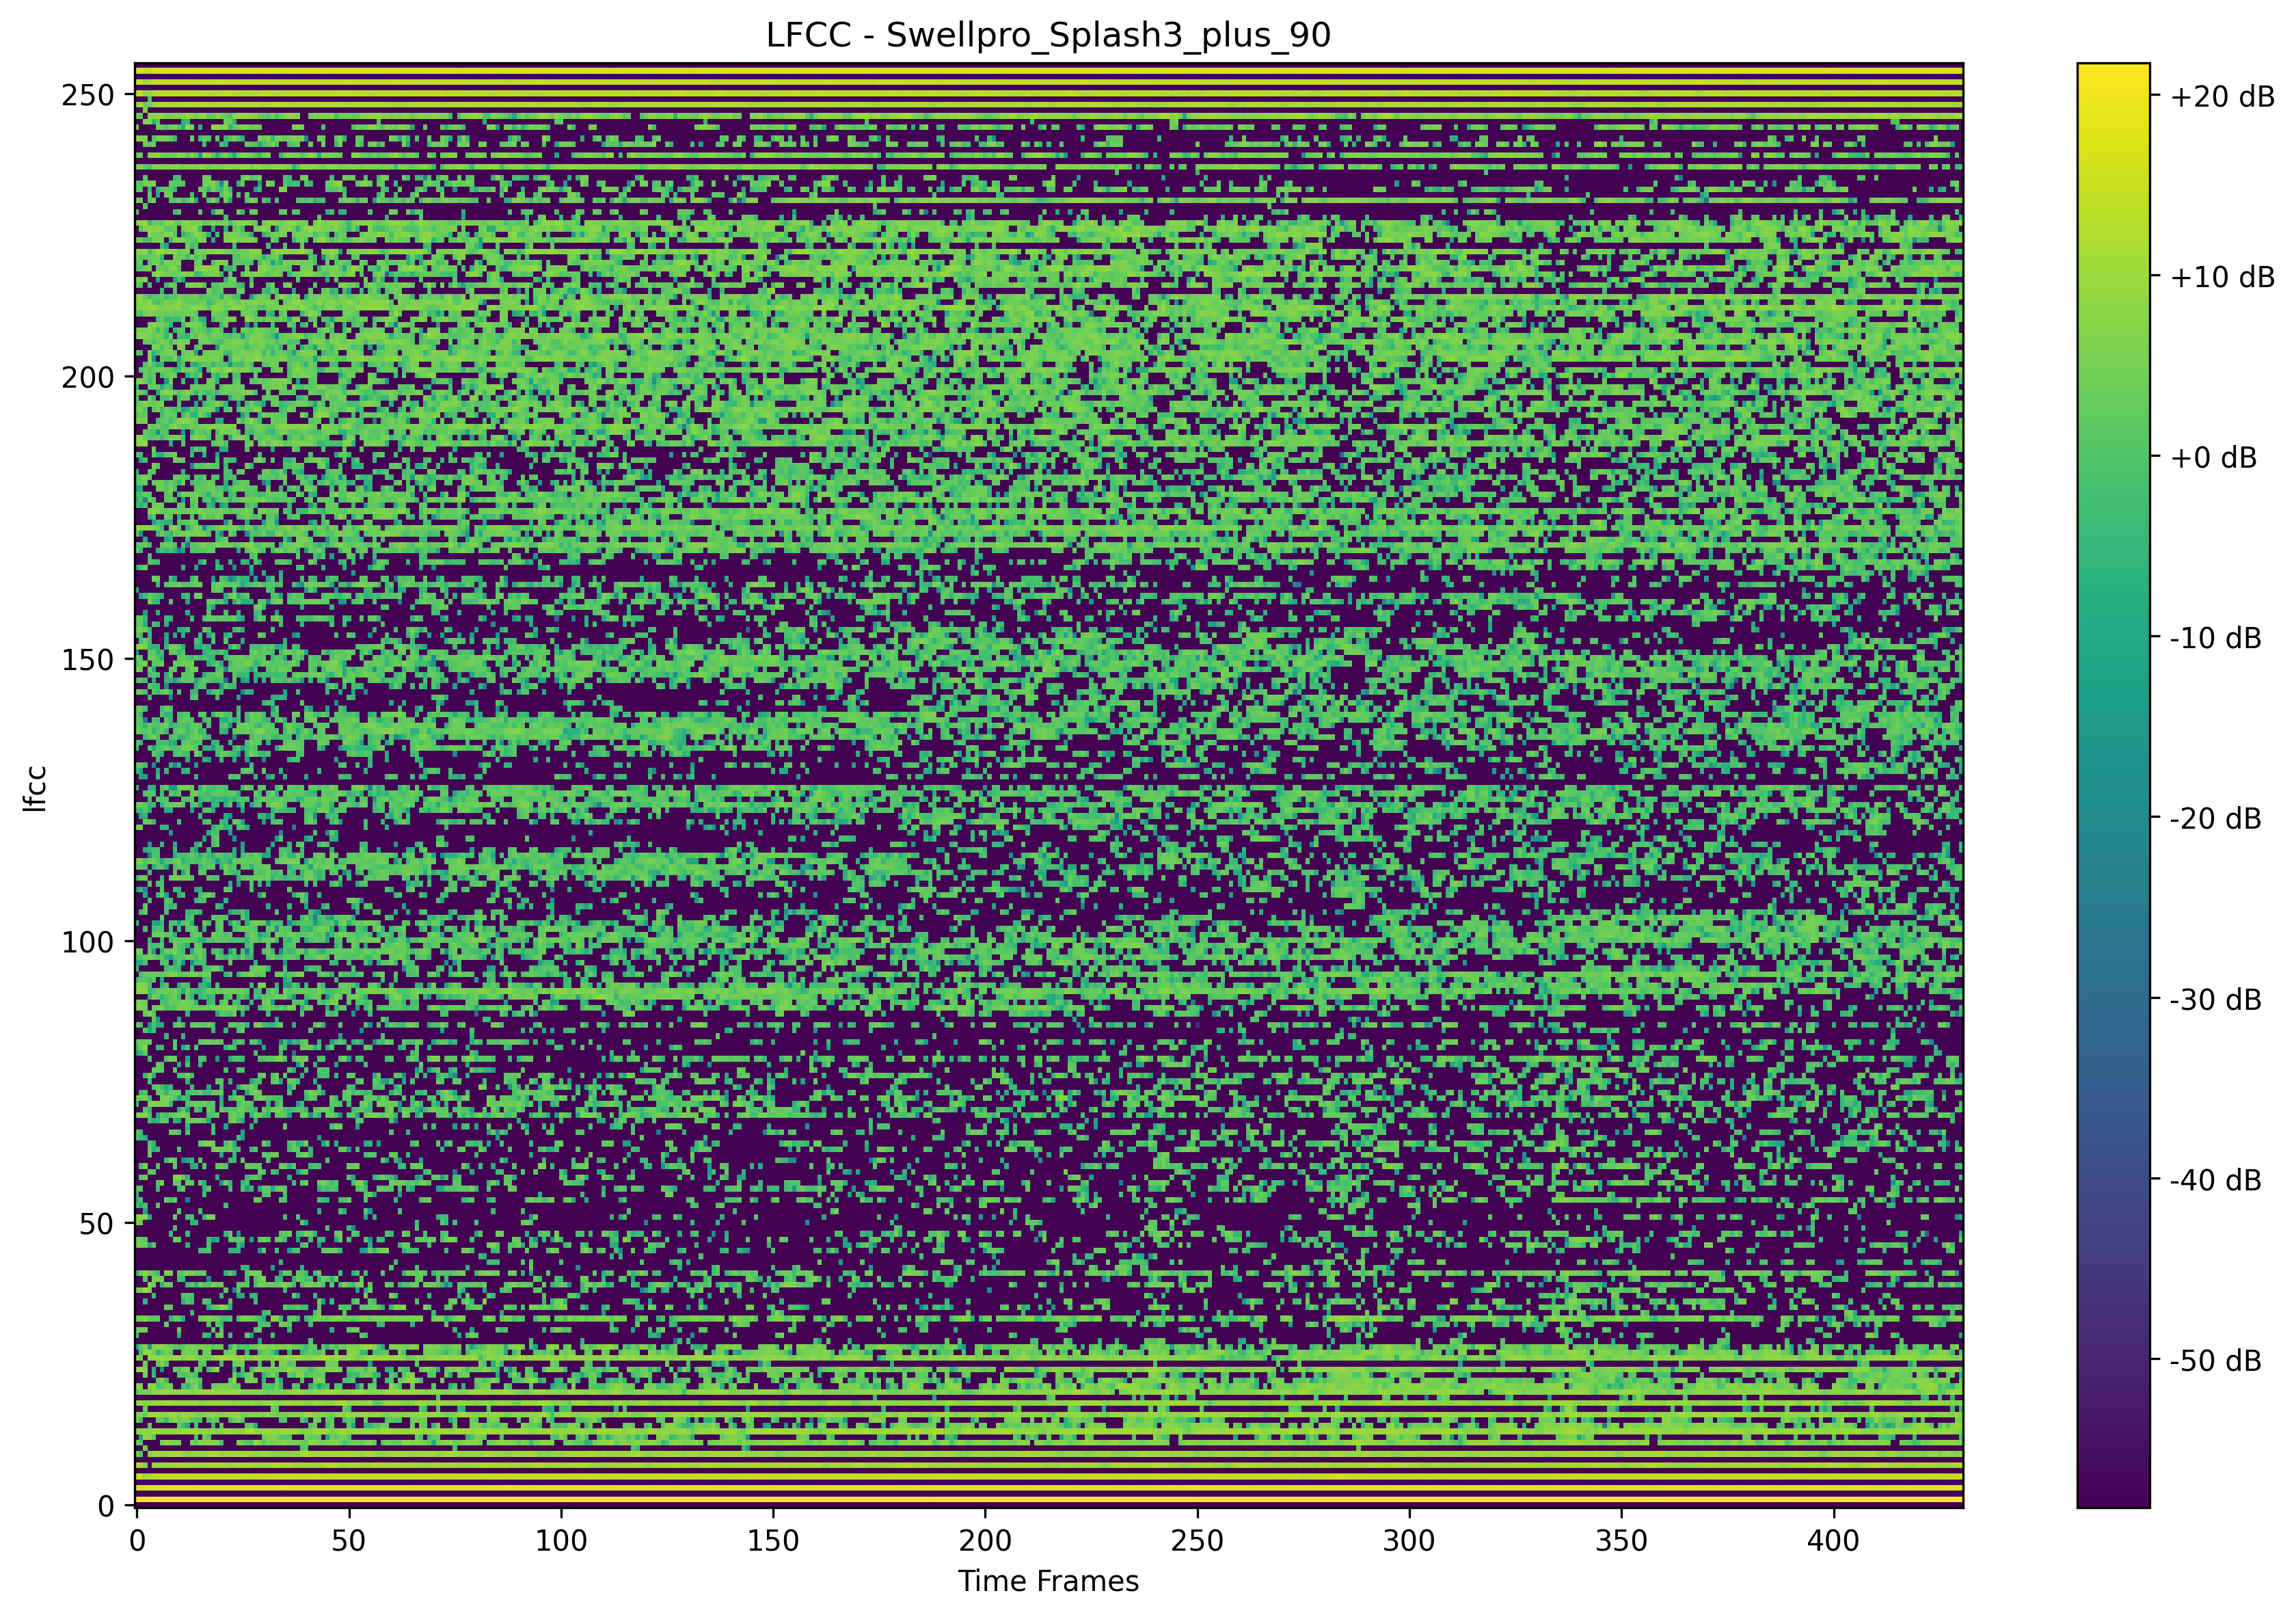 LFCC - Swellpro_Splash3_plus_90
250
200
150
100
50
0
lfcc
0 50 100 150 200 250 300 350 400
Time Frames
+20 dB
+10 dB
+0 dB
-10 dB
-20 dB
-30 dB
-40 dB
-50 dB